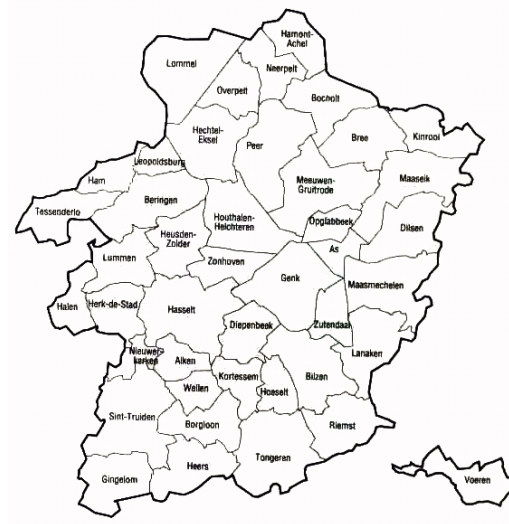 Hamont-
Achel
Lommel
Neerpelt
Overpelt
Bocholt
Hechtel-
Eksel
Peer
Bree
Kinrooi
Leopoldsburg
Ham
Meeuwen-
Gruitrode
Maaseik
Tessenderlo
Beringen
Houthalen-
Helchteren
Opglabbeek
Dilsen
Heusden-
Zolder
As
Lummen
Zonhoven
Genk
Maasmechelen
Halen
Herk-de-Stad
Hasselt
Diepenbeek
Zutendaal
Nieuwer-
kerken
Alken
Lanaken
Kortessem
Bilzen
Wellen
Hoeselt
Sint-Truiden
Borgloon
Riemst
Heers
Tongeren
Gingelom
Voeren